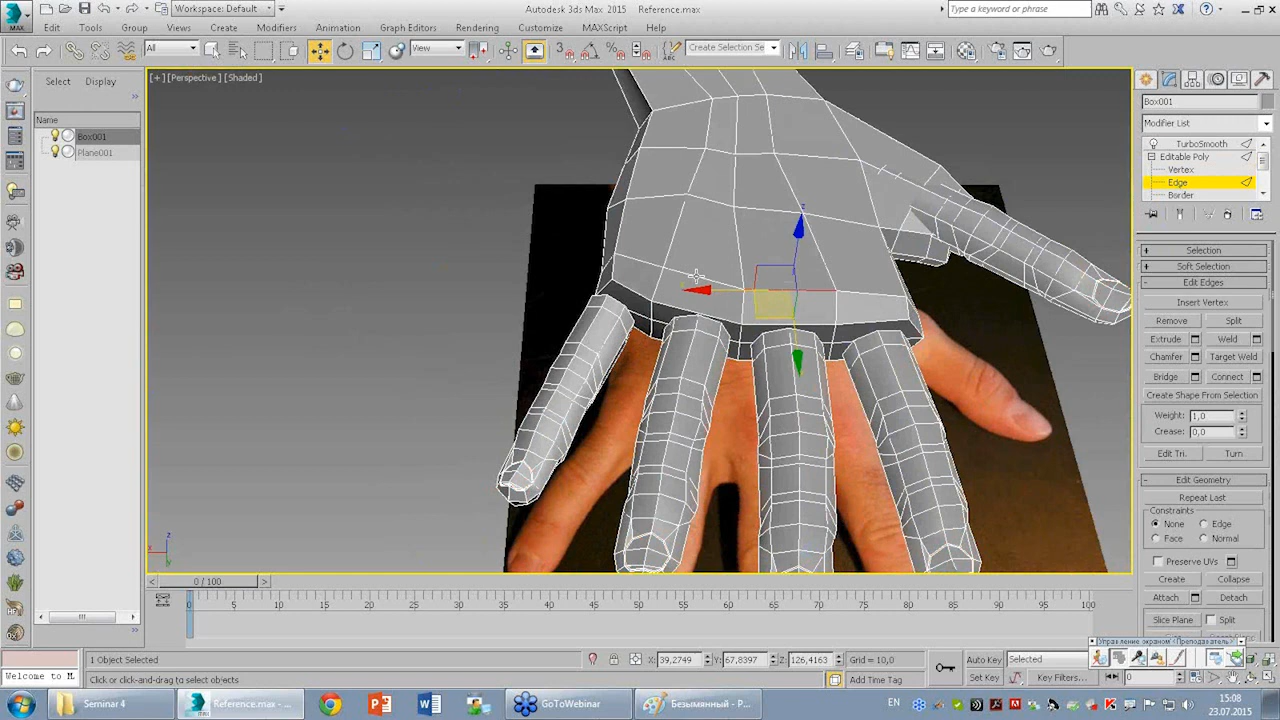 Workspace: Default
Autodesk 3ds Max 2015 Reference.max
Type a keyword or phrase
MAX
Edit Tools Group Views Create Modifiers Animation Graph Editors Rendering Customize MAXScript Help
All
View
Create Selection Se
Select Display
Name
Box001
Plane001
[+] [Perspective] [Shaded]
z
x
z
y
Box001
Modifier List
TurboSmooth
Editable Poly
Vertex
Edge
Border
+ Selection
+ Soft Selection
- Edit Edges
Insert Vertex
Remove Split
Extrude Weld
Chamfer Target Weld
Bridge Connect
Create Shape From Selection
Weight: 1,0
Crease: 0,0
Edit Tri. Turn
- Edit Geometry
Repeat Last
Constraints
None Edge
Face Normal
Preserve UVs
Create Collapse
Attach Detach
Slice Plane Split
Управление экраном: Преподаватель
0 / 100
0 5 10 15 20 25 30 35 40 45 50 55 60 65 70 75 80 85 90 95 100
1 Object Selected
X: 39,2749 Y: 67,8397 Z: 126,4163 Grid = 10,0
Auto Key Selected
Welcome to M
Click or click-and-drag to select objects
Add Time Tag
Set Key Key Filters... 0
Seminar 4
Reference.max - ...
GoToWebinar
Безымянный - P...
EN
15:08
23.07.2015